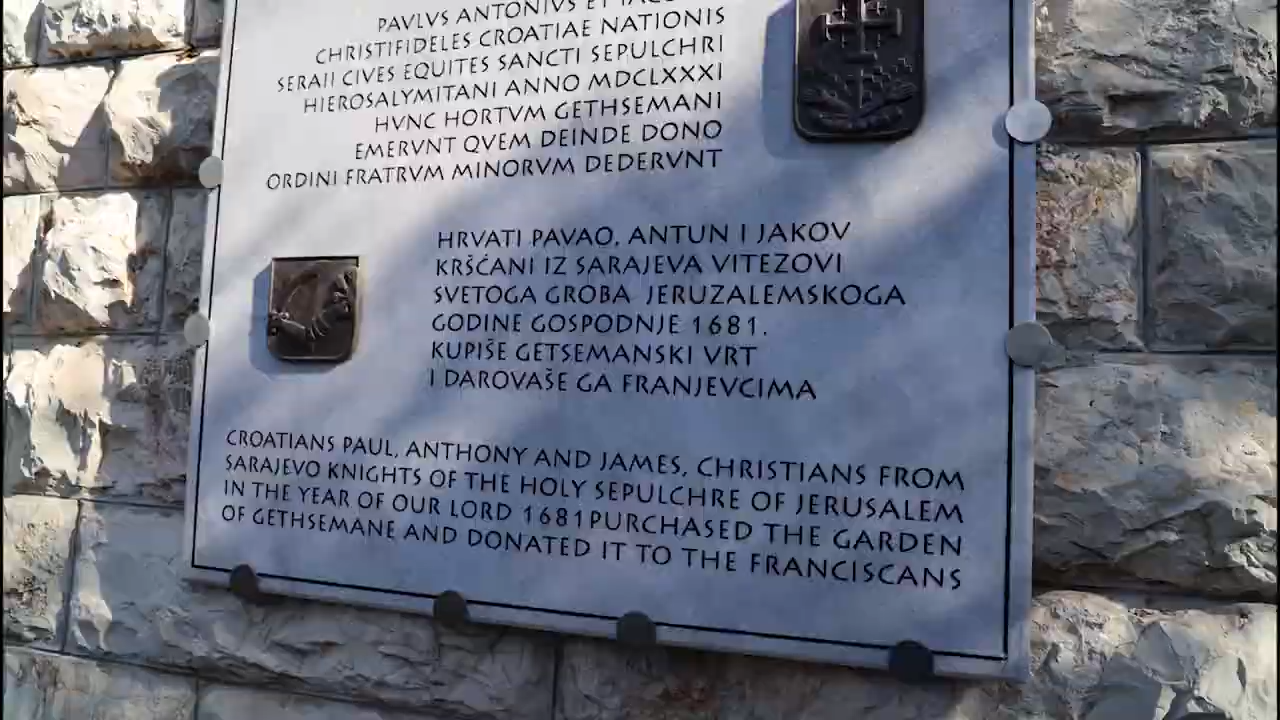 PAVLVS ANTONIVS ET
CHRISTIFIDELES CROATIAE NATIONIS
SERAII CIVES EQUITES SANCTI SEPULCHRI
HIEROSALYMITANI ANNO MDCLXXXI
HVNC HORTVM GETHSEMANI
EMERVNT QVEM DEINDE DONO
ORDINI FRATRVM MINORVM DEDERVNT
HRVATI PAVAO, ANTUN I JAKOV
KRŠĆANI IZ SARAJEVA VITEZOVI
SVETOGA GROBA JERUZALEMSKOGA
GODINE GOSPODNJE 1681.
KUPIŠE GETSEMANSKI VRT
I DAROVAŠE GA FRANJEVCIMA
CROATIANS PAUL, ANTHONY AND JAMES, CHRISTIANS FROM
SARAJEVO KNIGHTS OF THE HOLY SEPULCHRE OF JERUSALEM
IN THE YEAR OF OUR LORD 1681PURCHASED THE GARDEN
OF GETHSEMANE AND DONATED IT TO THE FRANCISCANS